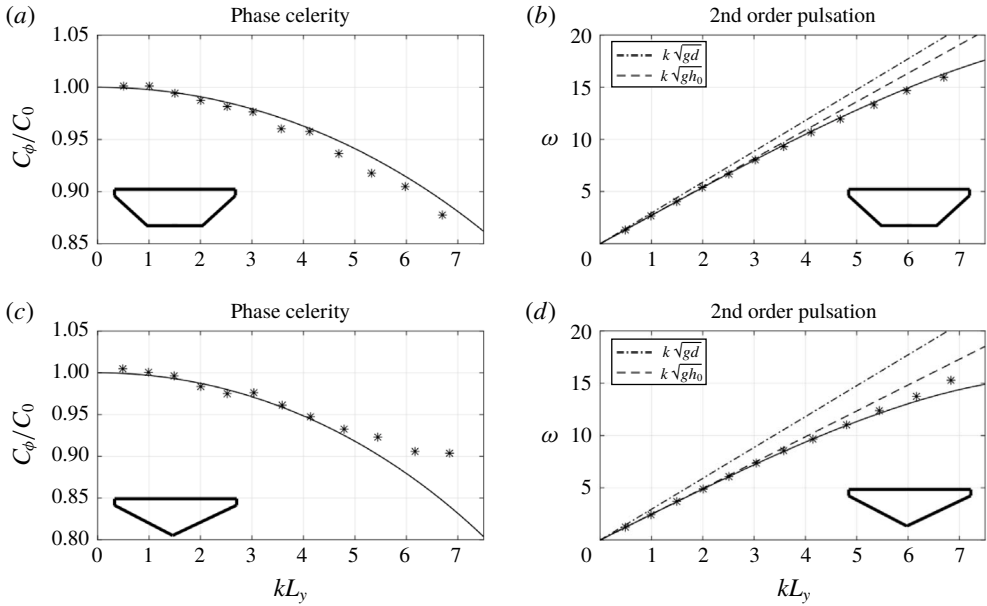 (a) Phase celerity
1.05
1.00
0.95
0.90
0.85
Cϕ/C0
0 1 2 3 4 5 6 7
(b) 2nd order pulsation
20
15
10
5
0
ω
k√gd
k√gh0
0 1 2 3 4 5 6 7
(c) Phase celerity
1.05
1.00
0.95
0.90
0.85
0.80
Cϕ/C0
0 1 2 3 4 5 6 7
kLy
(d) 2nd order pulsation
20
15
10
5
ω
k√gd
k√gh0
0 1 2 3 4 5 6 7
kLy